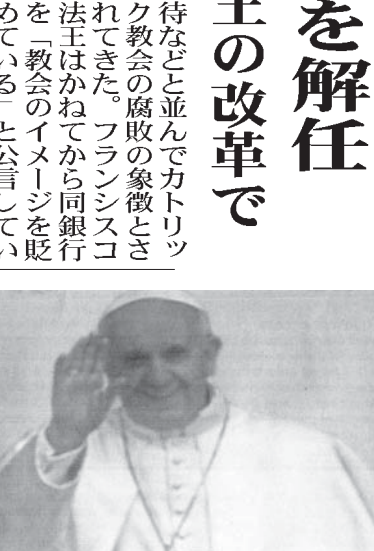 を解任
王の改革で
待などと並んでカトリッ
ク教会の腐敗の象徴とさ
れてきた。フランシスコ
法王はかねてから同銀行
を「教会のイメージを貶
めている」と公言してい